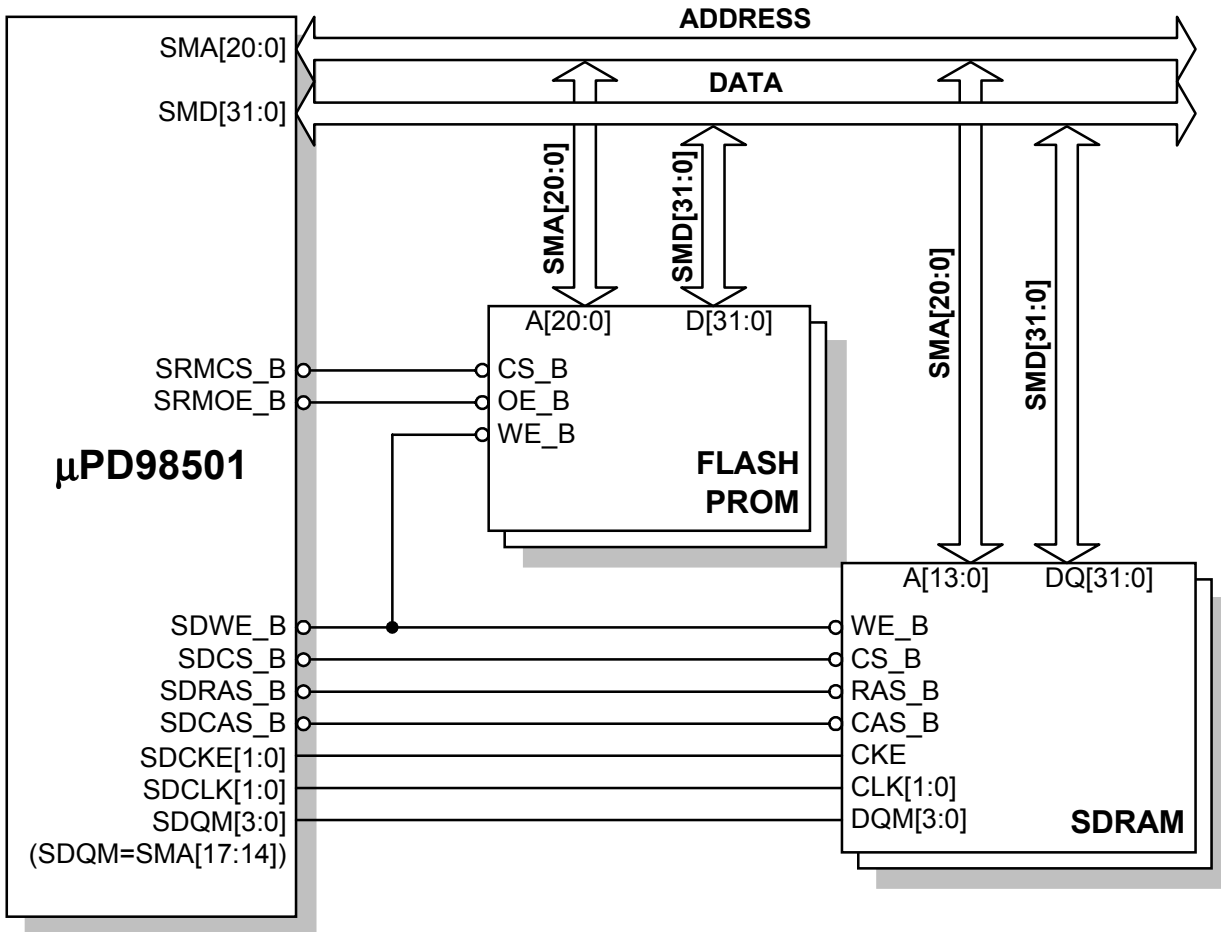 ADDRESS
SMA[20:0]
DATA
SMD[31:0]
SMA[20:0]
SMD[31:0]
SMA[20:0]
SMD[31:0]
A[20:0]
D[31:0]
SRMCS_B
CS_B
SRMOE_B
OE_B
WE_B
µPD98501
FLASH
PROM
A[13:0]
DQ[31:0]
SDWE_B
WE_B
SDCS_B
CS_B
SDRAS_B
RAS_B
SDCAS_B
CAS_B
SDCKE[1:0]
CKE
SDCLK[1:0]
CLK[1:0]
SDQM[3:0]
DQM[3:0]
SDRAM
(SDQM=SMA[17:14])